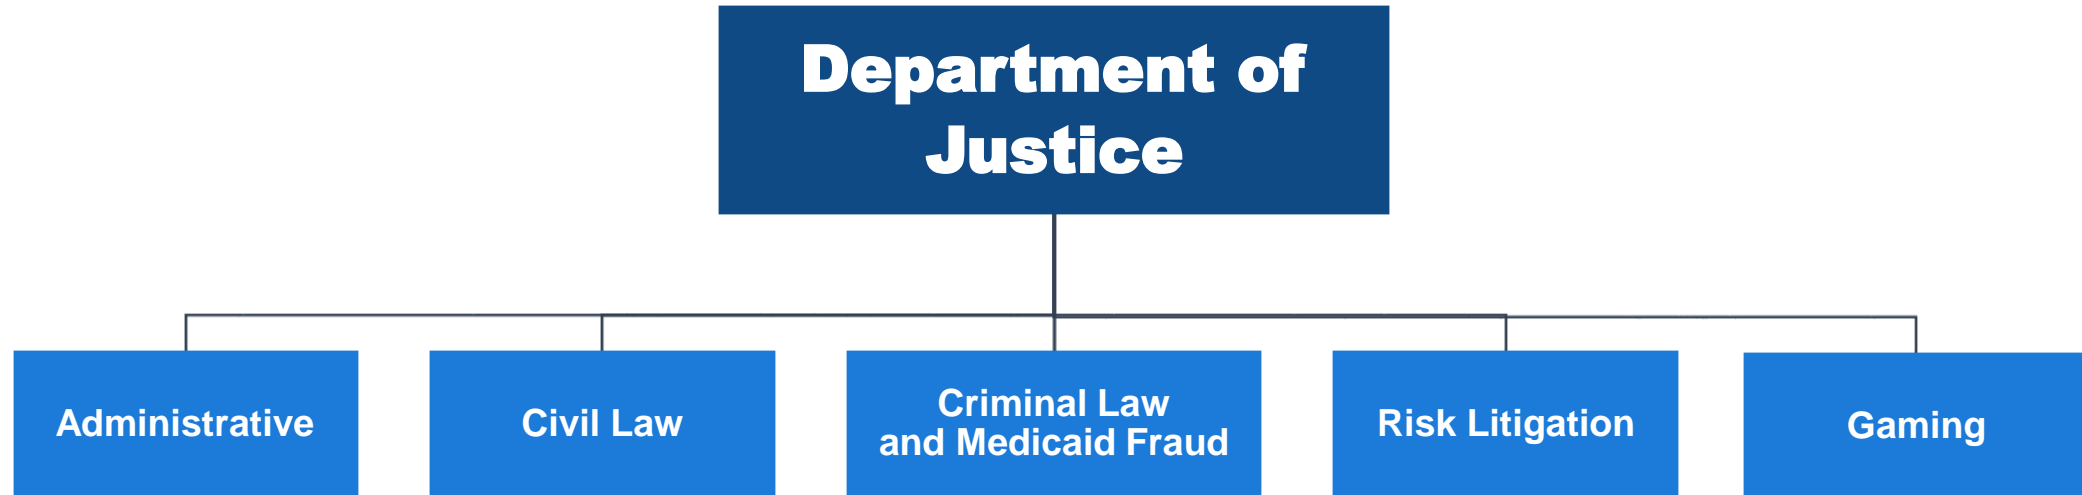 Department of
Justice
Administrative
Civil Law
Criminal Law
and Medicaid Fraud
Risk Litigation
Gaming